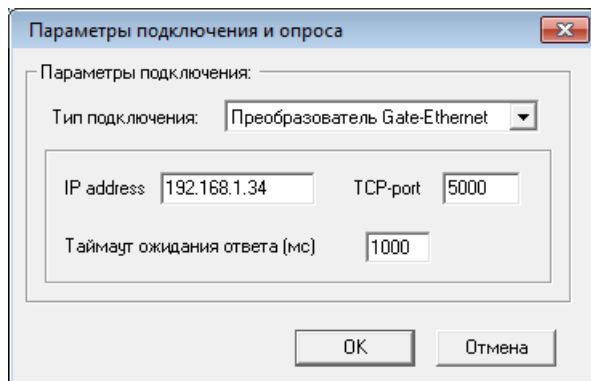 Параметры подключения и опроса
Параметры подключения:
Тип подключения: Преобразователь Gate-Ethernet
IP address 192.168.1.34 TCP-port 5000
Таймаут ожидания ответа (мс) 1000
OK Отмена